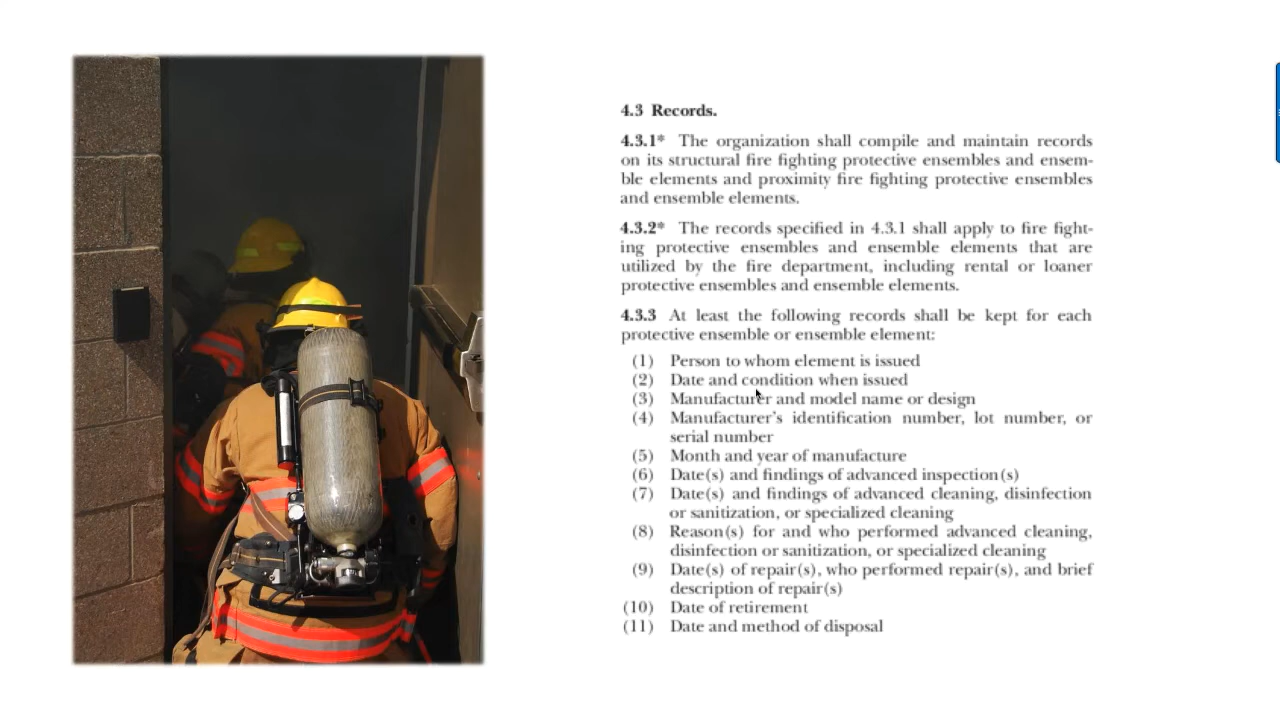 4.3 Records.
4.3.1* The organization shall compile and maintain records
on its structural fire fighting protective ensembles and ensem-
ble elements and proximity fire fighting protective ensembles
and ensemble elements.
4.3.2* The records specified in 4.3.1 shall apply to fire fight-
ing protective ensembles and ensemble elements that are
utilized by the fire department, including rental or loaner
protective ensembles and ensemble elements.
4.3.3 At least the following records shall be kept for each
protective ensemble or ensemble element:
(1) Person to whom element is issued
(2) Date and condition when issued
(3) Manufacturer and model name or design
(4) Manufacturer's identification number, lot number, or
serial number
(5) Month and year of manufacture
(6) Date(s) and findings of advanced inspection(s)
(7) Date(s) and findings of advanced cleaning, disinfection
or sanitization, or specialized cleaning
(8) Reason(s) for and who performed advanced cleaning,
disinfection or sanitization, or specialized cleaning
(9) Date(s) of repair(s), who performed repair(s), and brief
description of repair(s)
(10) Date of retirement
(11) Date and method of disposal